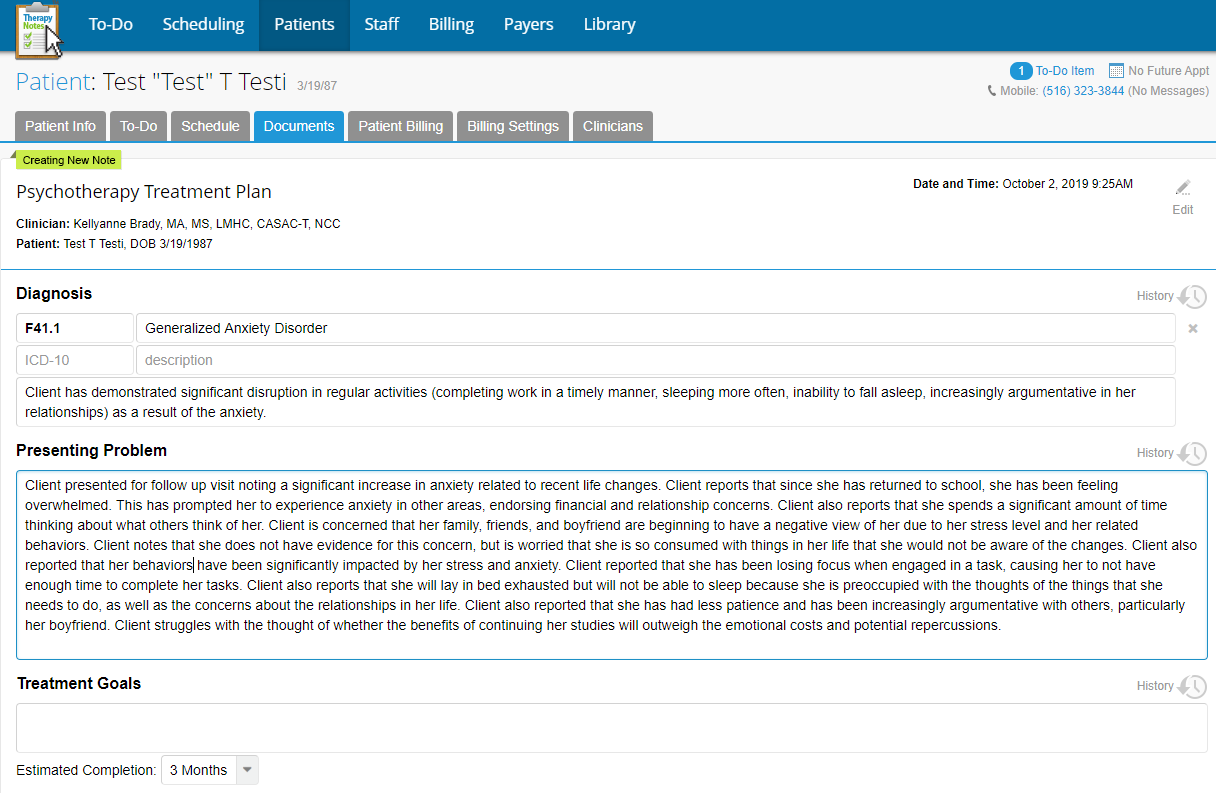 Therapy
Notes
To-Do Scheduling Patients Staff Billing Payers Library
Patient: Test "Test" T Testi 3/19/87
1 To-Do Item No Future Appt
Mobile: (516) 323-3844 (No Messages)
Patient Info To-Do Schedule Documents Patient Billing Billing Settings Clinicians
Creating New Note
Psychotherapy Treatment Plan
Date and Time: October 2, 2019 9:25AM
Edit
Clinician: Kellyanne Brady, MA, MS, LMHC, CASAC-T, NCC
Patient: Test T Testi, DOB 3/19/1987
Diagnosis
History
F41.1 Generalized Anxiety Disorder
ICD-10 description
Client has demonstrated significant disruption in regular activities (completing work in a timely manner, sleeping more often, inability to fall asleep, increasingly argumentative in her
relationships) as a result of the anxiety.
Presenting Problem
History
Client presented for follow up visit noting a significant increase in anxiety related to recent life changes. Client reports that since she has returned to school, she has been feeling
overwhelmed. This has prompted her to experience anxiety in other areas, endorsing financial and relationship concerns. Client also reports that she spends a significant amount of time
thinking about what others think of her. Client is concerned that her family, friends, and boyfriend are beginning to have a negative view of her due to her stress level and her related
behaviors. Client notes that she does not have evidence for this concern, but is worried that she is so consumed with things in her life that she would not be aware of the changes. Client also
reported that her behaviors have been significantly impacted by her stress and anxiety. Client reported that she has been losing focus when engaged in a task, causing her to not have
enough time to complete her tasks. Client also reports that she will lay in bed exhausted but will not be able to sleep because she is preoccupied with the thoughts of the things that she
needs to do, as well as the concerns about the relationships in her life. Client also reported that she has had less patience and has been increasingly argumentative with others, particularly
her boyfriend. Client struggles with the thought of whether the benefits of continuing her studies will outweigh the emotional costs and potential repercussions.
Treatment Goals
History
Estimated Completion: 3 Months